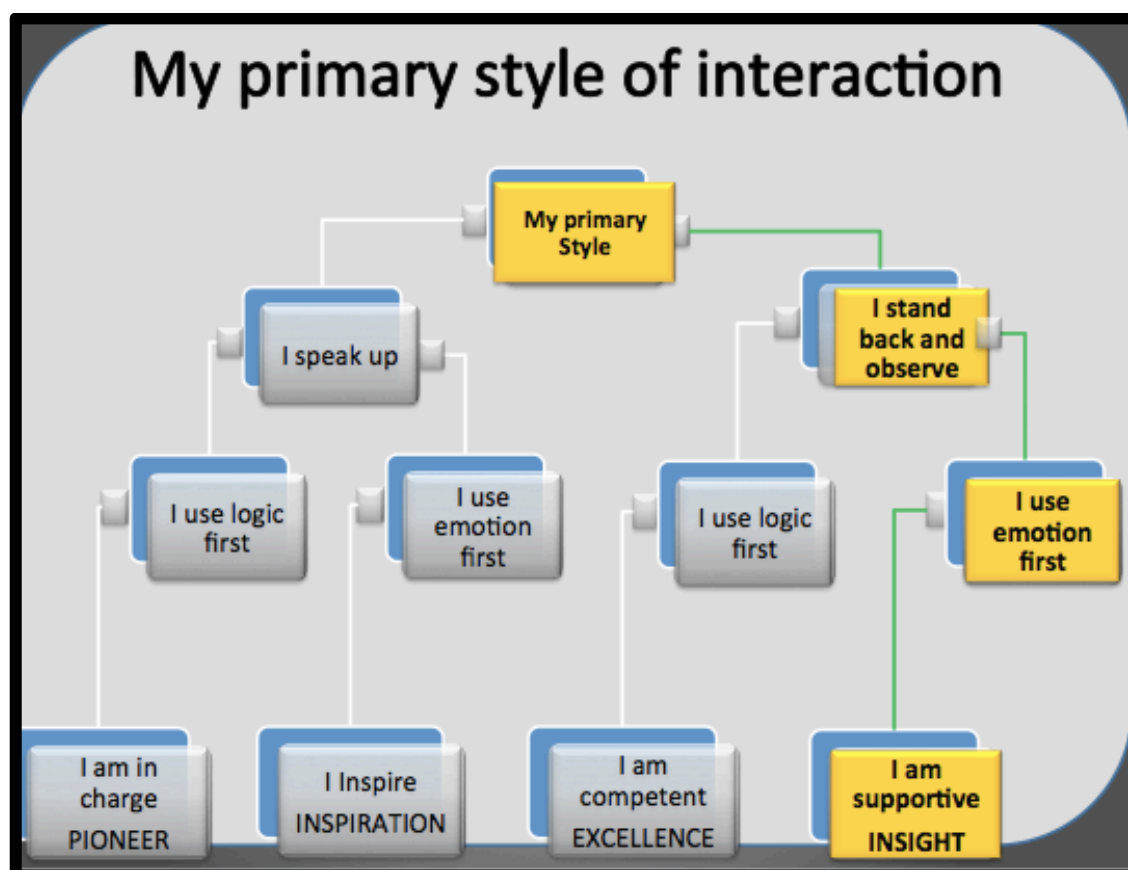 My primary style of interaction
My primary
Style
I speak up
I stand
back and
observe
I use logic
first
I use
emotion
first
I use logic
first
I use
emotion
first
I am in
charge
PIONEER
I Inspire
INSPIRATION
I am
competent
EXCELLENCE
I am
supportive
INSIGHT